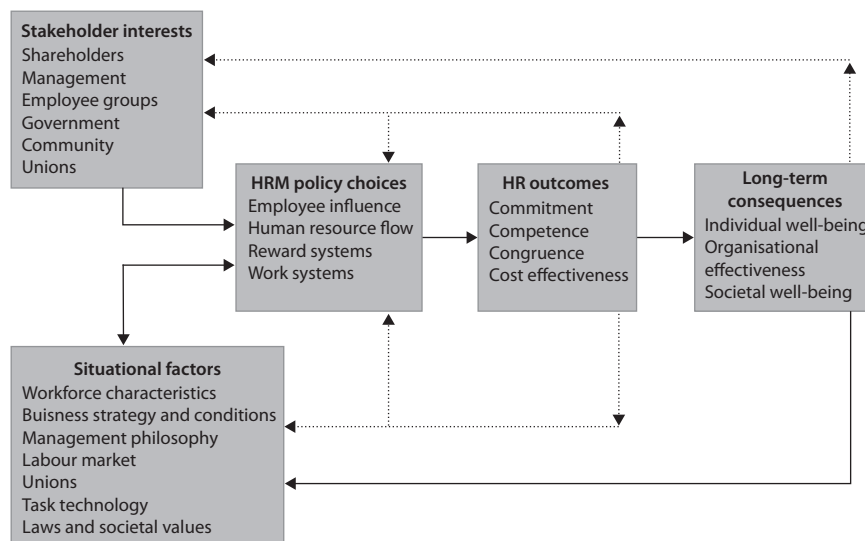 Stakeholder interests
Shareholders
Management
Employee groups
Government
Community
Unions
HRM policy choices
Employee influence
Human resource flow
Reward systems
Work systems
HR outcomes
Commitment
Competence
Congruence
Cost effectiveness
Long-term
consequences
Individual well-being
Organisational
effectiveness
Societal well-being
Situational factors
Workforce characteristics
Buisness strategy and conditions
Management philosophy
Labour market
Unions
Task technology
Laws and societal values